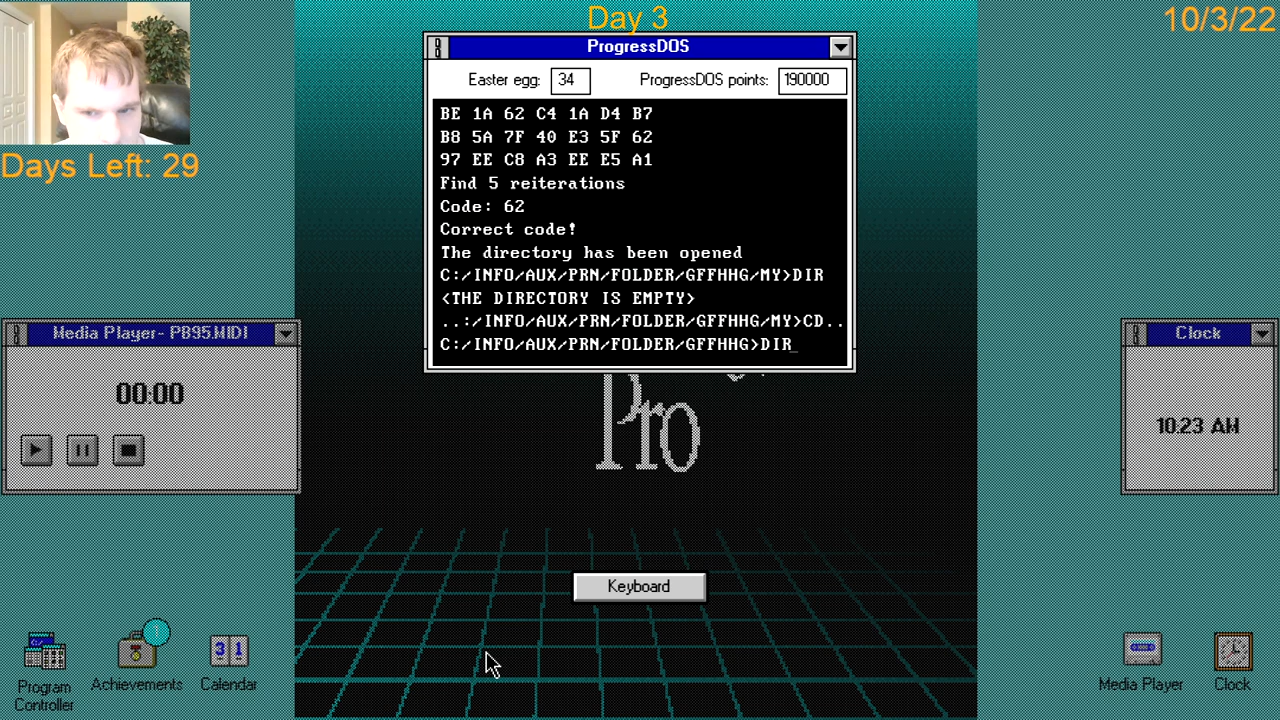 Day 3
10/3/22
Days Left: 29
ProgressDOS
Easter egg: 34
ProgressDOS points: 190000
BE 1A 62 C4 1A D4 B7
B8 5A 7F 40 E3 5F 62
97 EE C8 A3 EE E5 A1
Find 5 reiterations
Code: 62
Correct code!
The directory has been opened
C:/INFO/AUX/PRN/FOLDER/GFFHHG/MY>DIR
<THE DIRECTORY IS EMPTY>
..:/INFO/AUX/PRN/FOLDER/GFFHHG/MY>CD..
C:/INFO/AUX/PRN/FOLDER/GFFHHG>DIR_
Media Player- PB95.MIDI
00:00
Clock
10:23 AM
Pro
Keyboard
Program Controller
Achievements
1
31
Calendar
Media Player
Clock